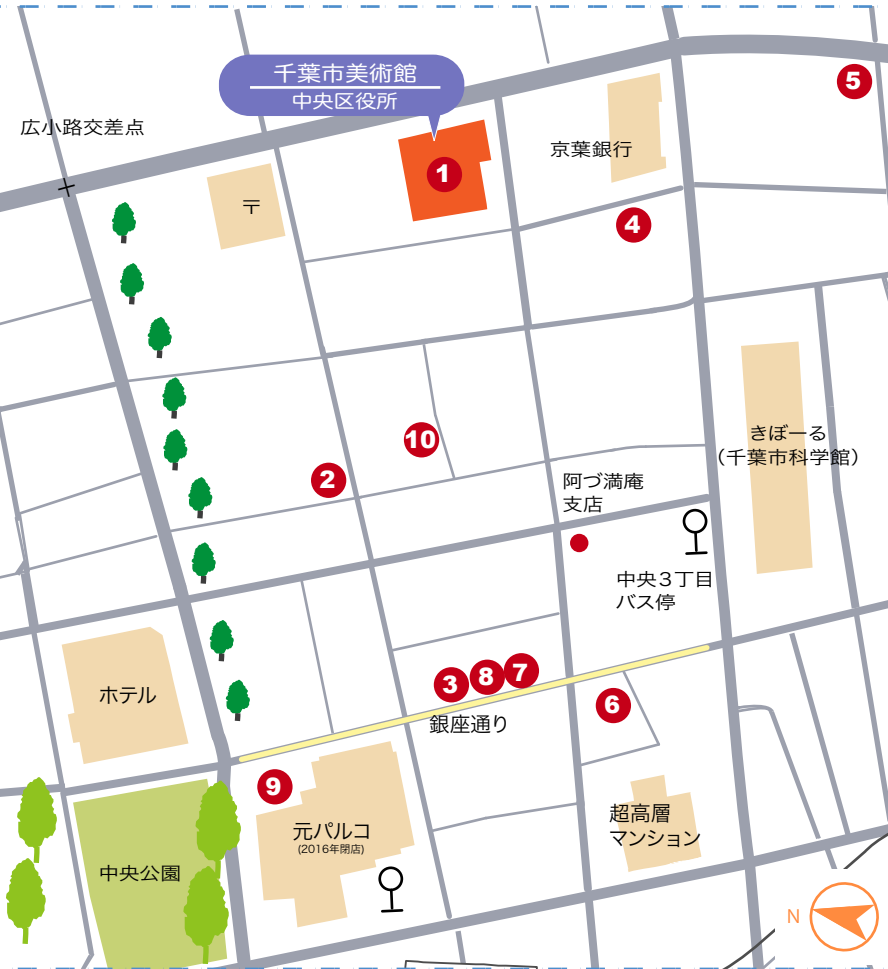 千葉市美術館
中央区役所
5
広小路交差点
京葉銀行
1
〒
4
きぼーる
(千葉市科学館)
10
2
阿づ満庵
支店
中央3丁目
バス停
3
8
7
6
銀座通り
ホテル
9
元パルコ
(2016年閉店)
超高層
マンション
中央公園
N